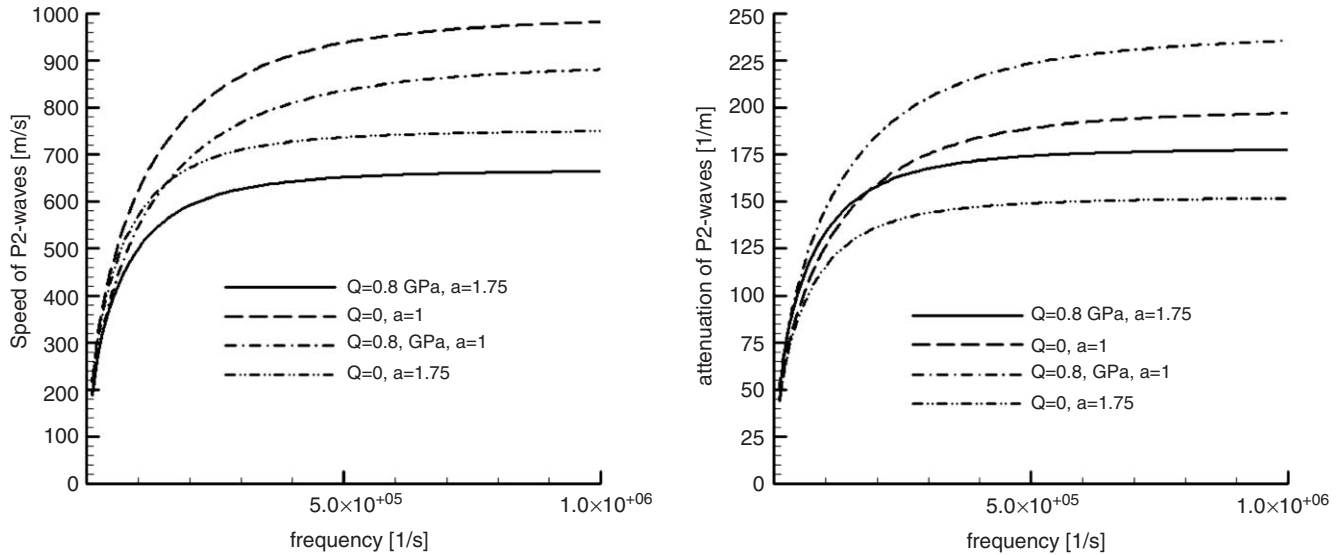 Speed of P2-waves [m/s]
1000
900
800
700
600
500
400
300
200
100
0
Q=0.8 GPa, a=1.75
Q=0, a=1
Q=0.8, GPa, a=1
Q=0, a=1.75
5.0×10+05
1.0×10+06
frequency [1/s]
attenuation of P2-waves [1/m]
250
225
200
175
150
125
100
75
50
25
0
Q=0.8 GPa, a=1.75
Q=0, a=1
Q=0.8, GPa, a=1
Q=0, a=1.75
5.0×10+05
1.0×10+06
frequency [1/s]